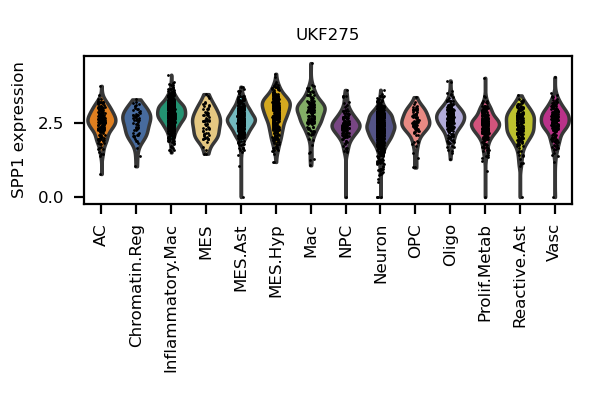 UKF275
SPP1 expression
2.5
0.0
AC
Chromatin.Reg
Inflammatory.Mac
MES
MES.Ast
MES.Hyp
Mac
NPC
Neuron
OPC
Oligo
Prolif.Metab
Reactive.Ast
Vasc